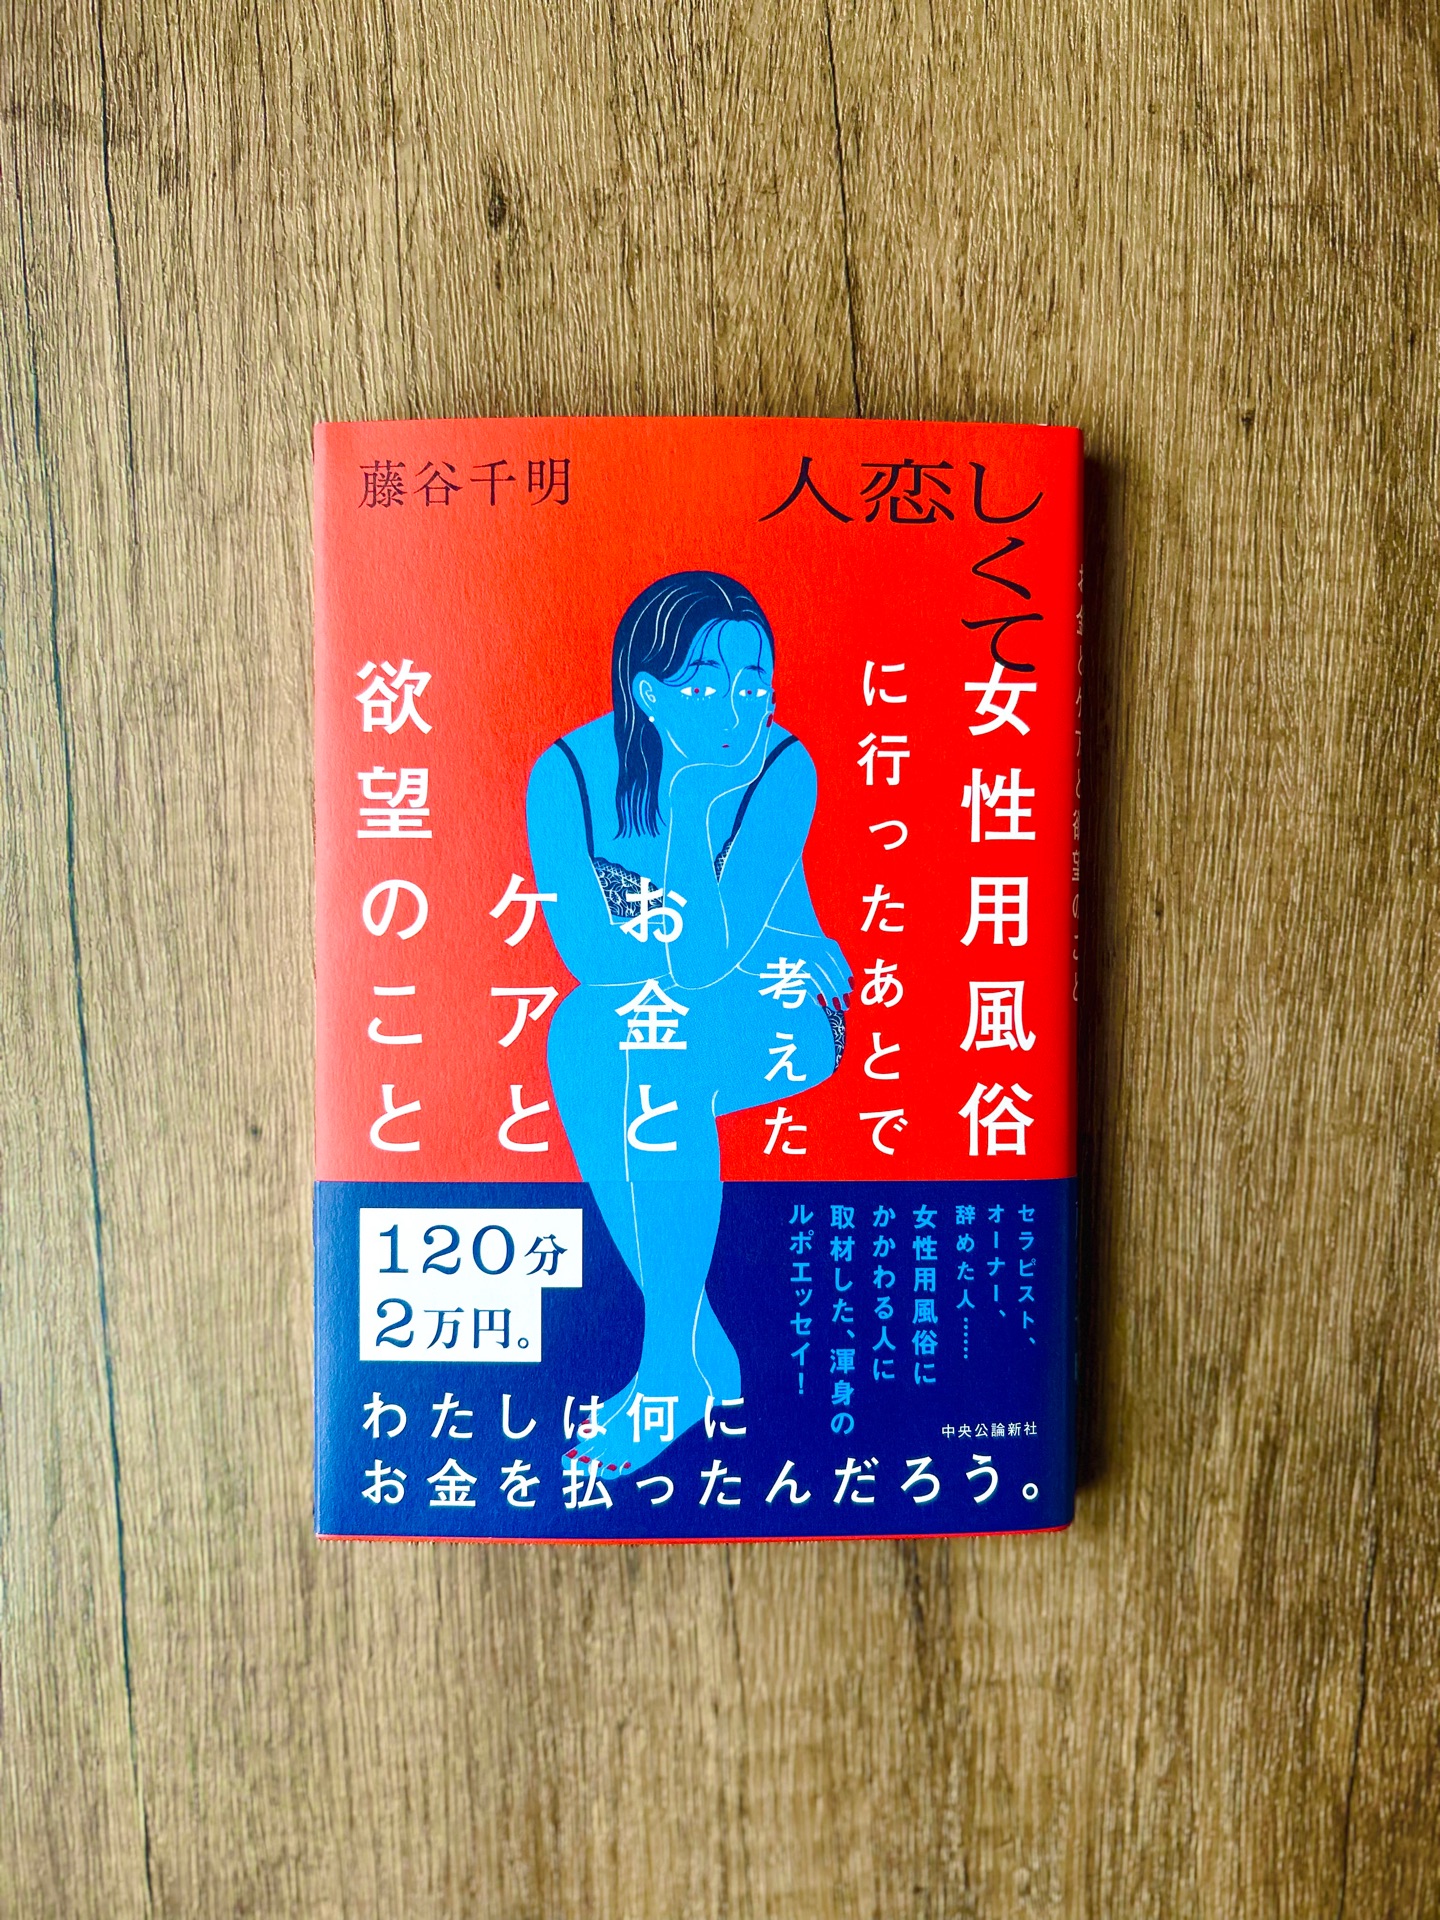 藤谷千明
人恋しくて
女性用風俗
に行ったあとで
考えた
お金と
ケアと
欲望のこと
120分
2万円。
セラピスト、
オーナー、
辞めた人……
女性用風俗に
かかわる人に
取材した、渾身の
ルポエッセイ！
中央公論新社
わたしは何に
お金を払ったんだろう。